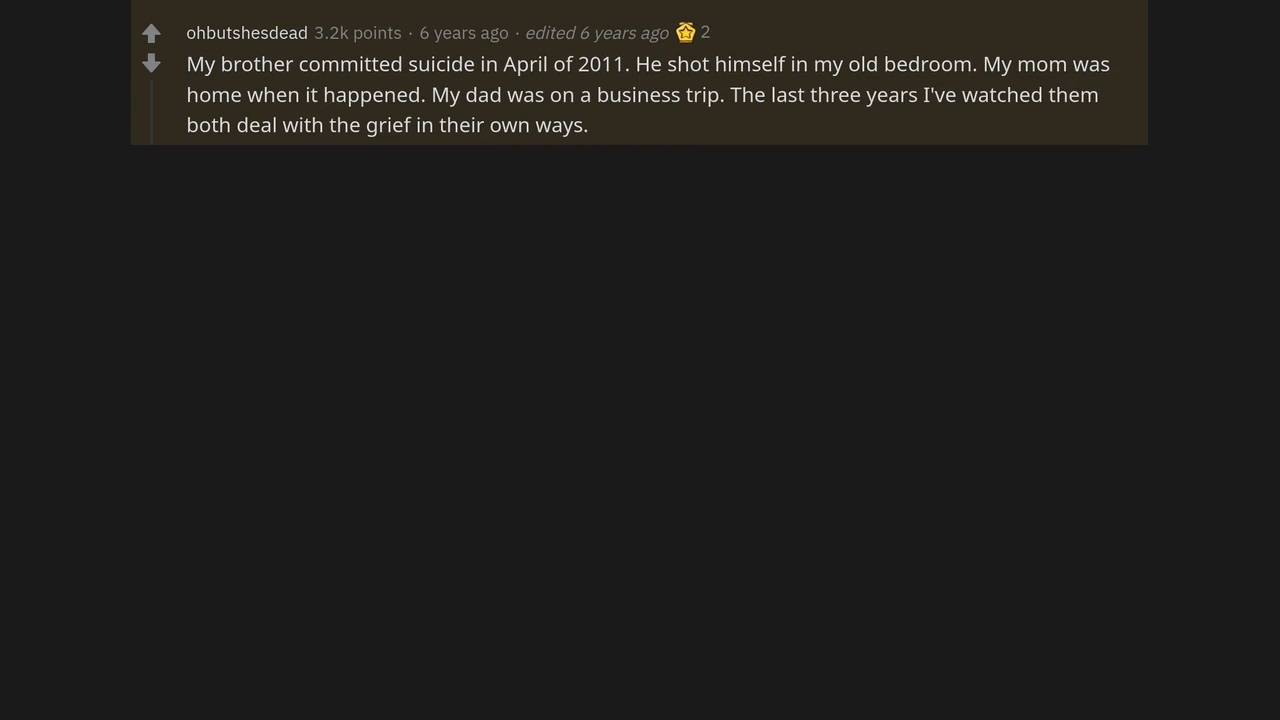 ohbutshesdead 3.2k points · 6 years ago · edited 6 years ago 2
My brother committed suicide in April of 2011. He shot himself in my old bedroom. My mom was
home when it happened. My dad was on a business trip. The last three years I've watched them
both deal with the grief in their own ways.